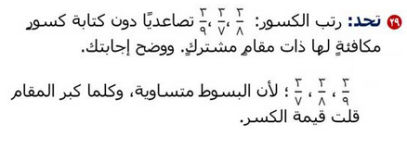 ٢٩ تحد: رتب الكسور: ٣/٨، ٣/٧، ٣/٩ تصاعديًا دون كتابة كسورٍ
مكافئةٍ لها ذات مقامٍ مشتركٍ. ووضح إجابتك.
٣/٩، ٣/٨، ٣/٧؛ لأن البسوط متساوية، وكلما كبر المقام
قلت قيمة الكسر.